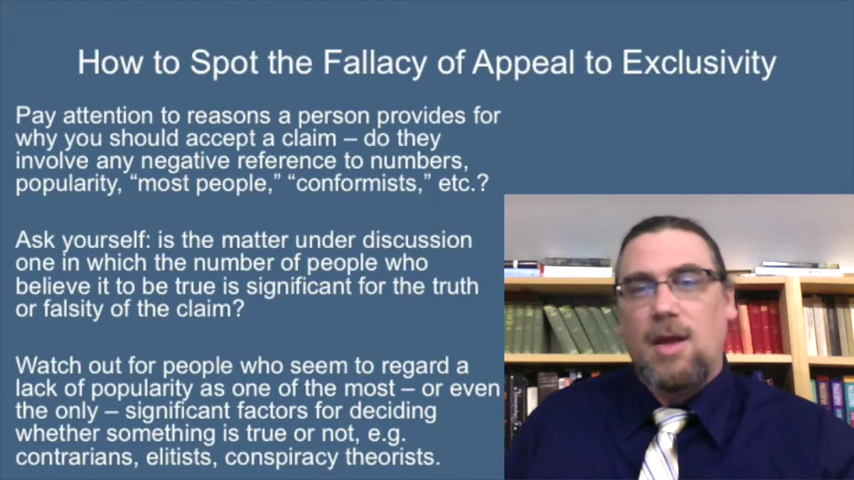 How to Spot the Fallacy of Appeal to Exclusivity
Pay attention to reasons a person provides for
why you should accept a claim – do they
involve any negative reference to numbers,
popularity, “most people,” “conformists,” etc.?
Ask yourself: is the matter under discussion
one in which the number of people who
believe it to be true is significant for the truth
or falsity of the claim?
Watch out for people who seem to regard a
lack of popularity as one of the most – or even
the only – significant factors for deciding
whether something is true or not, e.g.
contrarians, elitists, conspiracy theorists.